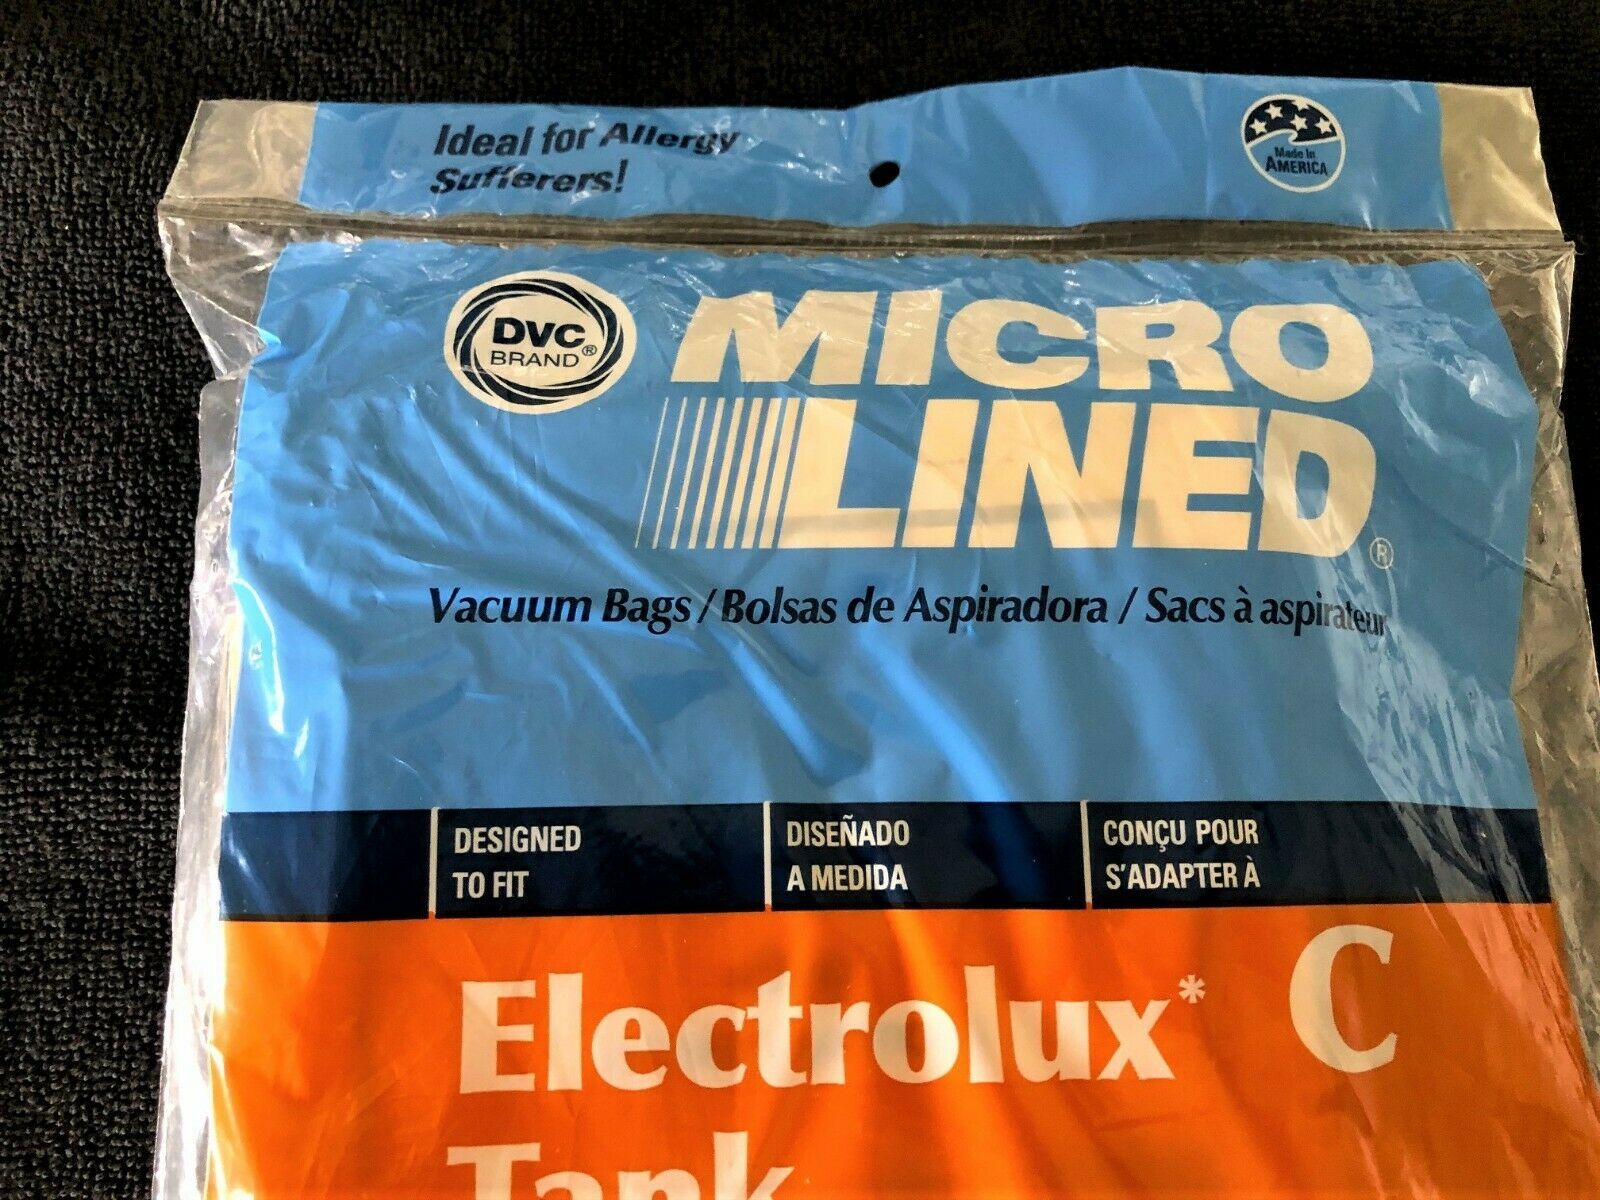 Ideal for Allergy
Sufferers!
Made In
AMERICA
DVC
BRAND®
MICRO
LINED®
Vacuum Bags / Bolsas de Aspiradora / Sacs à aspirateur
DESIGNED
TO FIT
DISEÑADO
A MEDIDA
CONÇU POUR
S'ADAPTER À
Electrolux* C
Tank